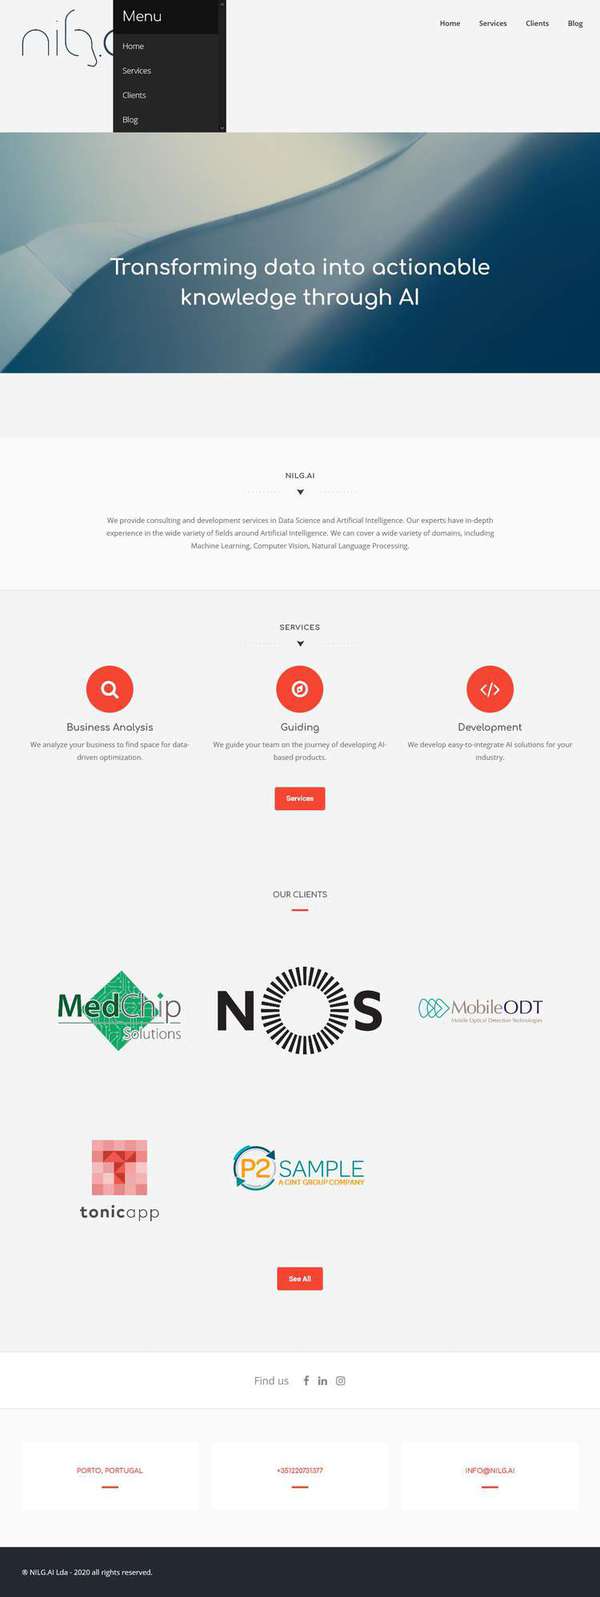 nilg.
Menu
Home
Services
Clients
Blog
Home Services Clients Blog
Transforming data into actionable
knowledge through AI
NILG.AI
We provide consulting and development services in Data Science and Artificial Intelligence. Our experts have in-depth
experience in the wide variety of fields around Artificial Intelligence. We can cover a wide variety of domains, including
Machine Learning, Computer Vision, Natural Language Processing.
SERVICES
Business Analysis
We analyze your business to find space for data-
driven optimization.
Guiding
We guide your team on the journey of developing AI-
based products.
Development
We develop easy-to-integrate AI solutions for your
industry.
Services
OUR CLIENTS
MedChip
Solutions
NOS
MobileODT
Mobile Optical Detection Technologies
tonicapp
P2 SAMPLE
A CINT GROUP COMPANY
See All
Find us
PORTO, PORTUGAL
+351220731377
INFO@NILG.AI
® NILG.AI Lda - 2020 all rights reserved.